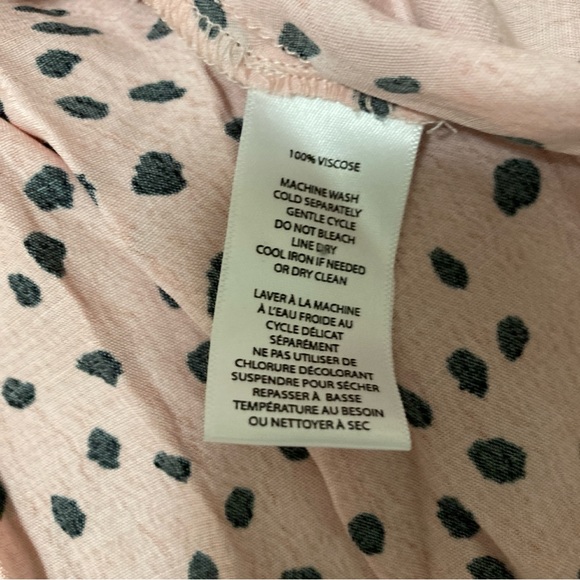 100% VISCOSE
MACHINE WASH
COLD SEPARATELY
GENTLE CYCLE
DO NOT BLEACH
LINE DRY
COOL IRON IF NEEDED
OR DRY CLEAN
LAVER À LA MACHINE
À L'EAU FROIDE AU
CYCLE DÉLICAT
SÉPARÉMENT
NE PAS UTILISER DE
CHLORURE DÉCOLORANT
SUSPENDRE POUR SÉCHER
REPASSER À BASSE
TEMPÉRATURE AU BESOIN
OU NETTOYER À SEC